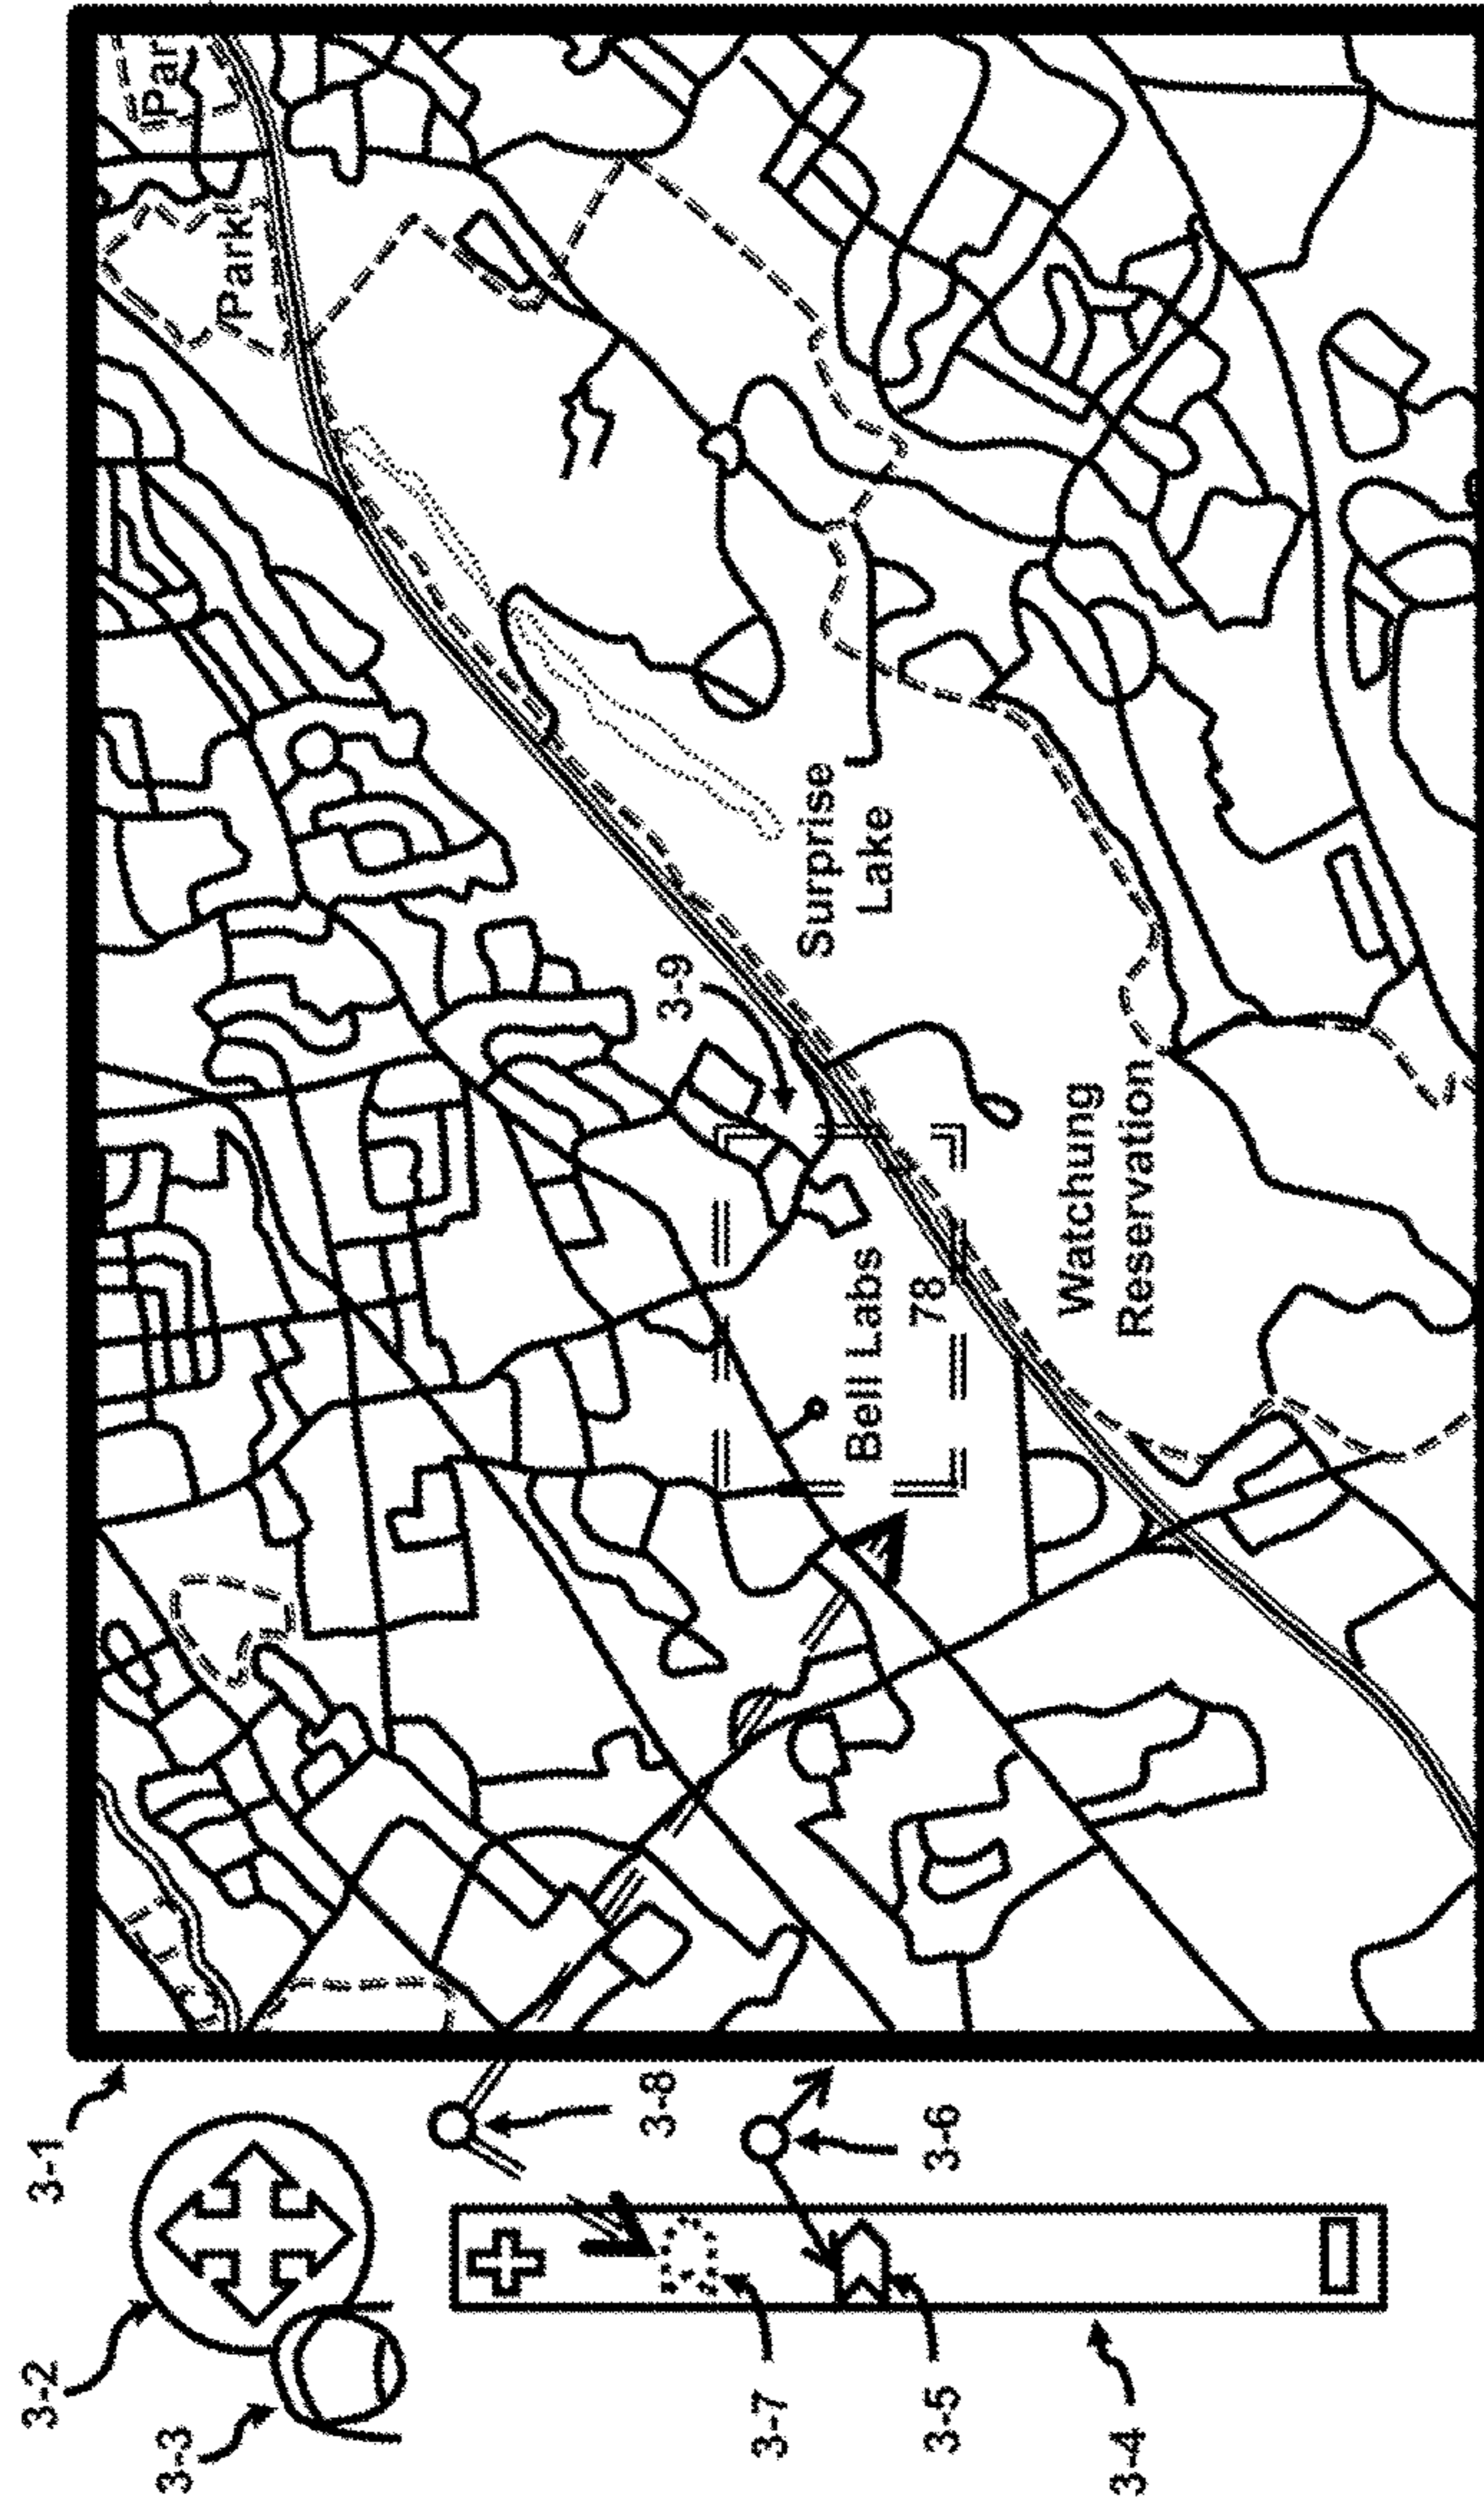 3-1
3-2
3-3
Par
Park
3-8
3-6
3-7
3-5
3-4
3-9
Surprise
Lake
Bell Labs
78
Watchung
Reservation